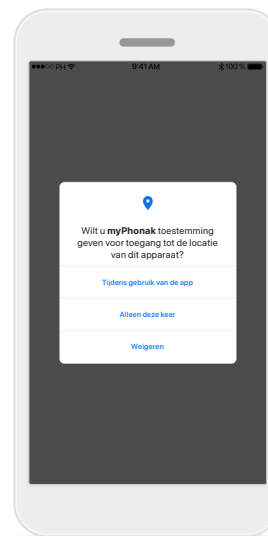 PH 9:41 AM 100 %
Wilt u myPhonak toestemming
geven voor toegang tot de locatie
van dit apparaat?
Tijdens gebruik van de app
Alleen deze keer
Weigeren